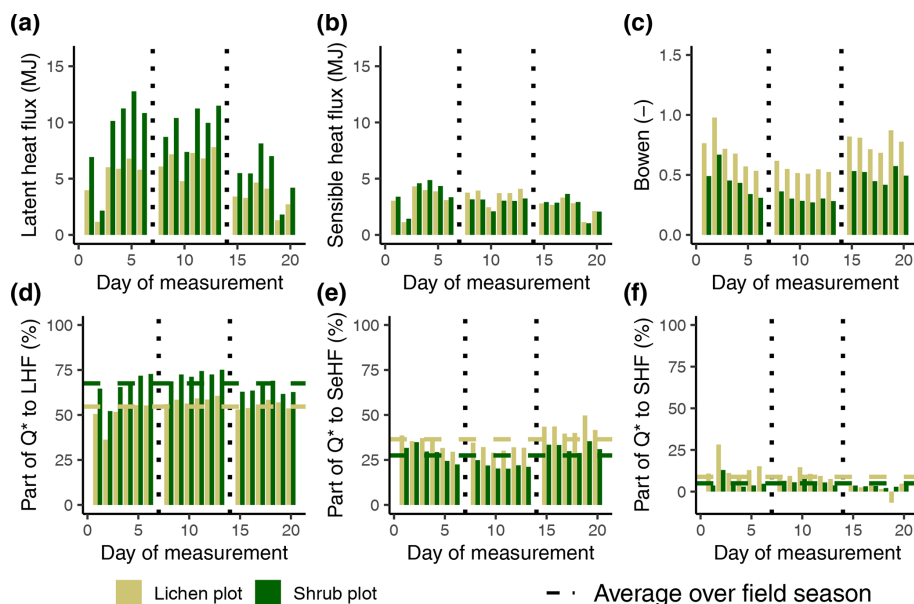 (a)
(b)
(c)
Latent heat flux (MJ)
15
10
5
0
0 5 10 15 20
Day of measurement
Sensible heat flux (MJ)
15
10
5
0
0 5 10 15 20
Day of measurement
Bowen (−)
1.5
1.0
0.5
0.0
0 5 10 15 20
Day of measurement
(d)
(e)
(f)
Part of Q* to LHF (%)
100
75
50
25
0
0 5 10 15 20
Day of measurement
Part of Q* to SeHF (%)
100
75
50
25
0
0 5 10 15 20
Day of measurement
Part of Q* to SHF (%)
100
75
50
25
0
0 5 10 15 20
Day of measurement
Lichen plot Shrub plot Average over field season